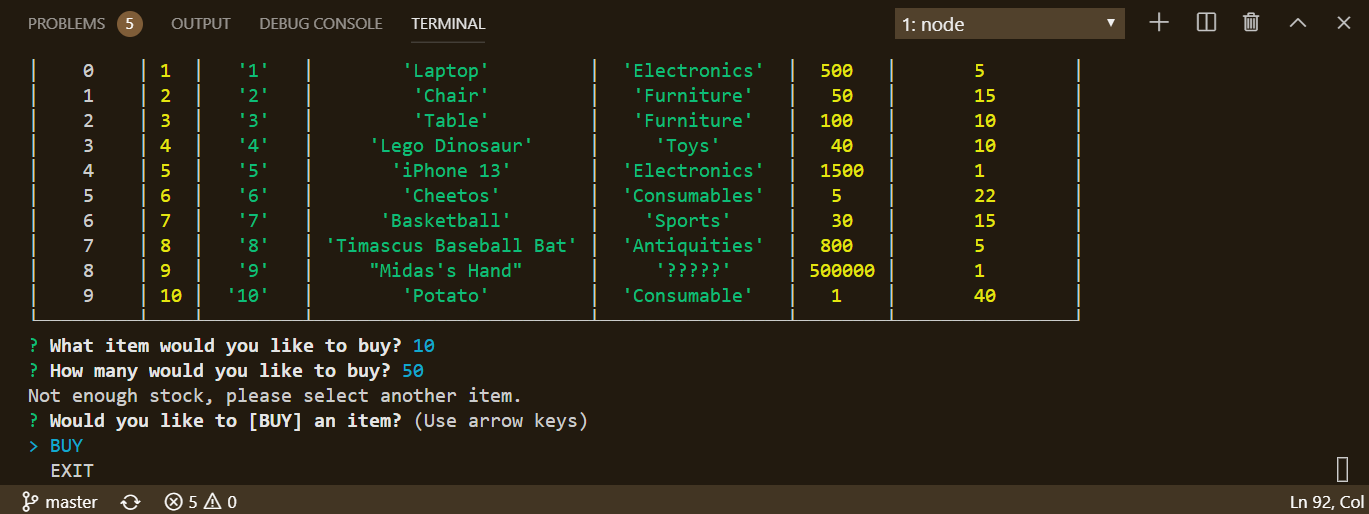 PROBLEMS 5 OUTPUT DEBUG CONSOLE TERMINAL 1: node
0 1 '1' 'Laptop' 'Electronics' 500 5
1 2 '2' 'Chair' 'Furniture' 50 15
2 3 '3' 'Table' 'Furniture' 100 10
3 4 '4' 'Lego Dinosaur' 'Toys' 40 10
4 5 '5' 'iPhone 13' 'Electronics' 1500 1
5 6 '6' 'Cheetos' 'Consumables' 5 22
6 7 '7' 'Basketball' 'Sports' 30 15
7 8 '8' 'Timascus Baseball Bat' 'Antiquities' 800 5
8 9 '9' "Midas's Hand" '?????' 500000 1
9 10 '10' 'Potato' 'Consumable' 1 40
? What item would you like to buy? 10
? How many would you like to buy? 50
Not enough stock, please select another item.
? Would you like to [BUY] an item? (Use arrow keys)
> BUY
EXIT
master 5 0 Ln 92, Col